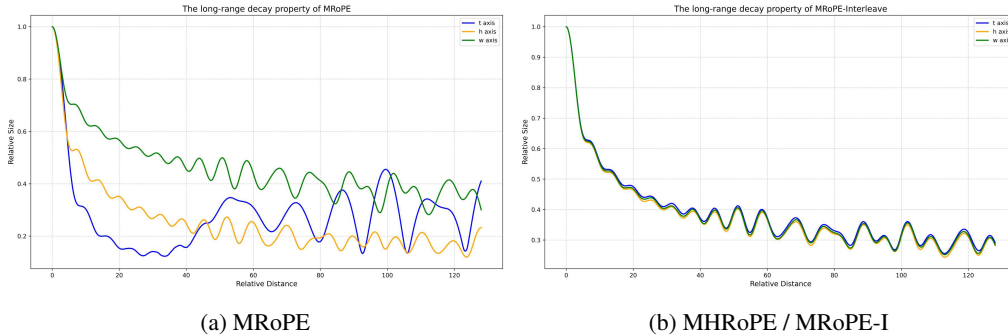 The long-range decay property of MRoPE
t axis
h axis
w axis
1.0
0.8
0.6
0.4
0.2
Relative Size
0 20 40 60 80 100 120
Relative Distance
(a) MRoPE
The long-range decay property of MRoPE-Interleave
t axis
h axis
w axis
1.0
0.9
0.8
0.7
0.6
0.5
0.4
0.3
Relative Size
0 20 40 60 80 100 120
Relative Distance
(b) MHRoPE / MRoPE-I